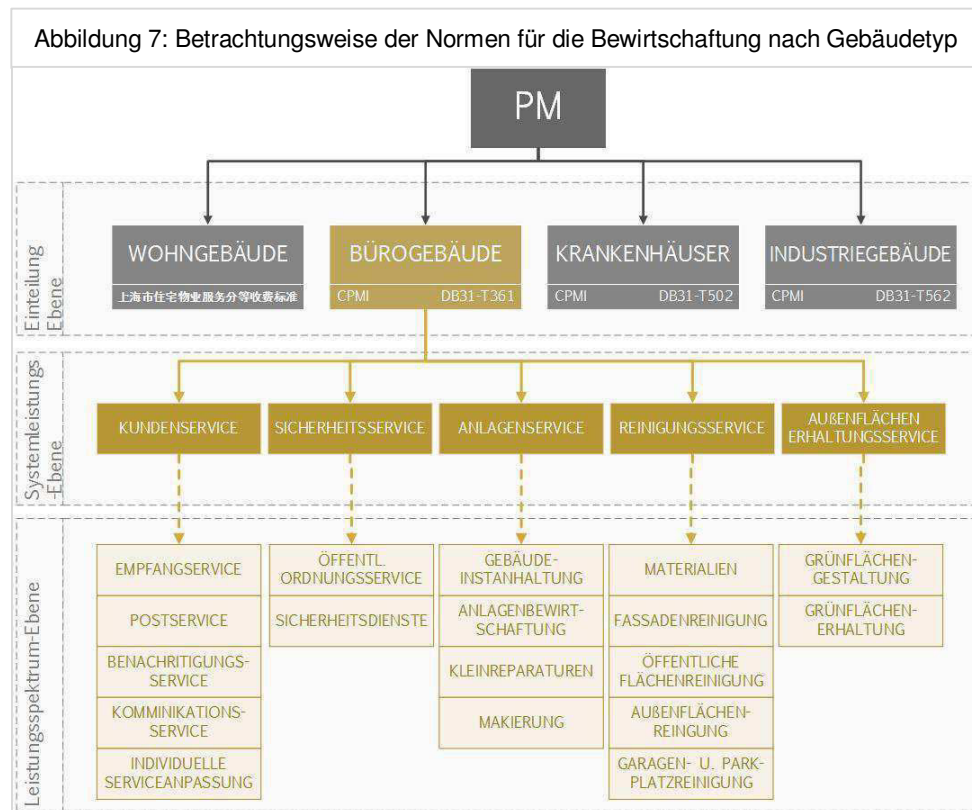 Abbildung 7: Betrachtungsweise der Normen für die Bewirtschaftung nach Gebäudetyp
PM
Einteilung
Ebene
WOHNGEBÄUDE
上海市住宅物业服务分等收费标准
BÜROGEBÄUDE
CPMI DB31-T361
KRANKENHÄUSER
CPMI DB31-T502
INDUSTRIEGEBÄUDE
CPMI DB31-T562
Systemleistungs
-Ebene
KUNDENSERVICE
SICHERHEITSSERVICE
ANLAGENSERVICE
REINIGUNGSSERVICE
AUßENFLÄCHEN
ERHALTUNGSSERVICE
Leistungsspektrum-Ebene
EMPFANGSERVICE
POSTSERVICE
BENACHRITIGUNGS-
SERVICE
KOMMINIKATIONS-
SERVICE
INDIVIDUELLE
SERVICEANPASSUNG
ÖFFENTL.
ORDNUNGSSERVICE
SICHERHEITSDIENSTE
GEBÄUDE-
INSTANHALTUNG
ANLAGENBEWIRT-
SCHAFTUNG
KLEINREPARATUREN
MAKIERUNG
MATERIALIEN
FASSADENREINIGUNG
ÖFFENTLICHE
FLÄCHENREINIGUNG
AUßENFLÄCHEN-
REINGUNG
GARAGEN- U. PARK-
PLATZREINIGUNG
GRÜNFLÄCHEN-
GESTALTUNG
GRÜNFLÄCHEN-
ERHALTUNG